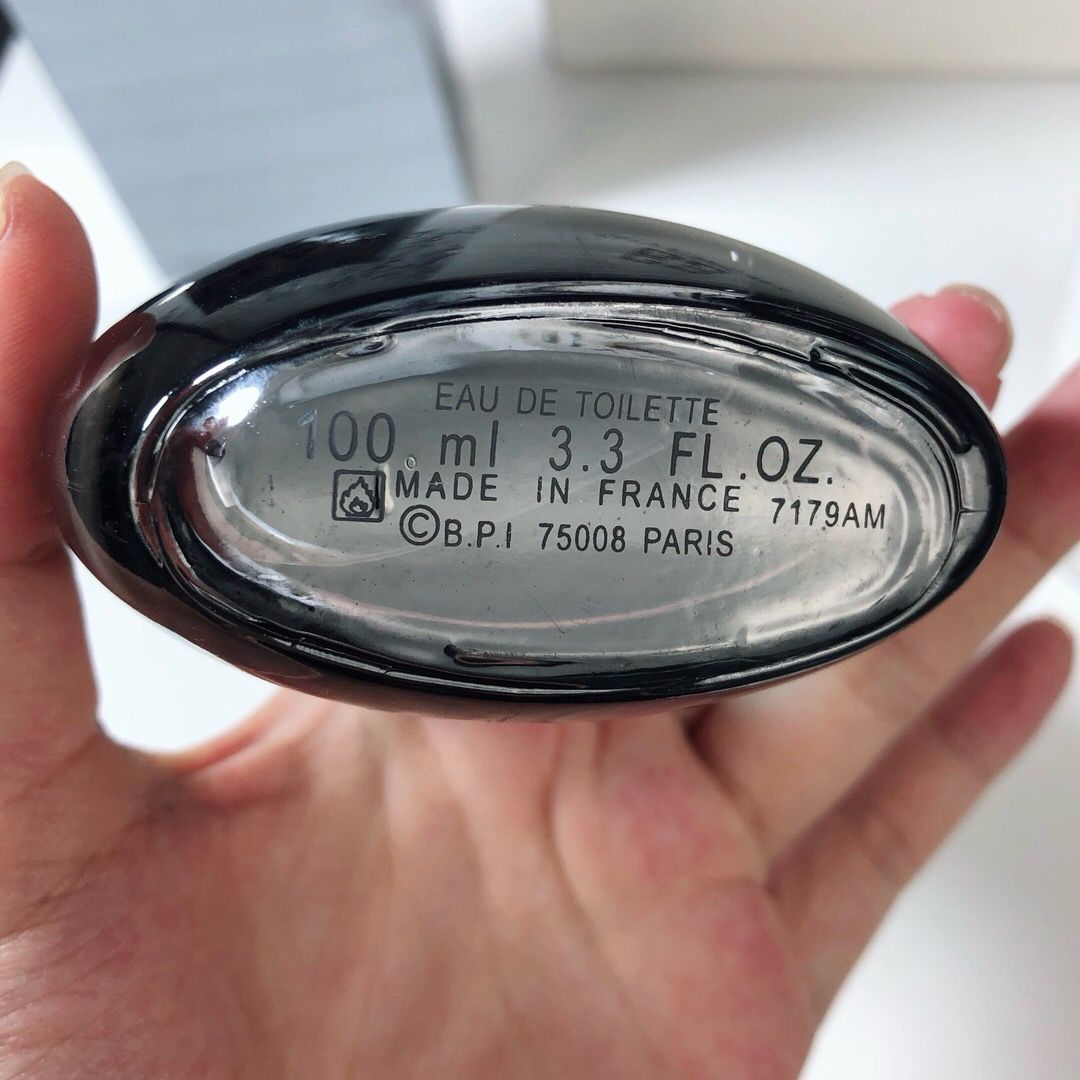 EAU DE TOILETTE
100 ml 3.3 FL.OZ.
MADE IN FRANCE 7179AM
©B.P.I 75008 PARIS